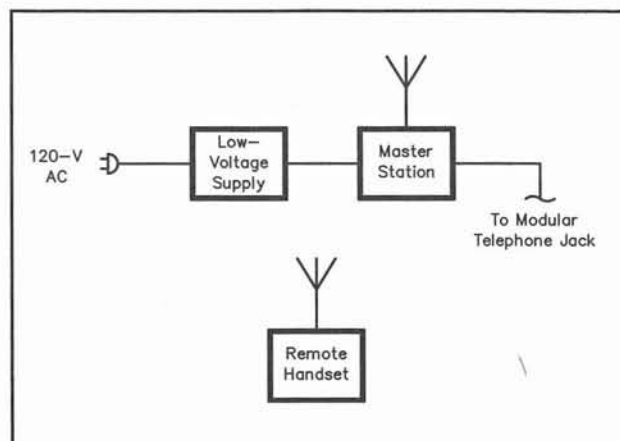 120-V
AC
Low-
Voltage
Supply
Master
Station
To Modular
Telephone Jack
Remote
Handset